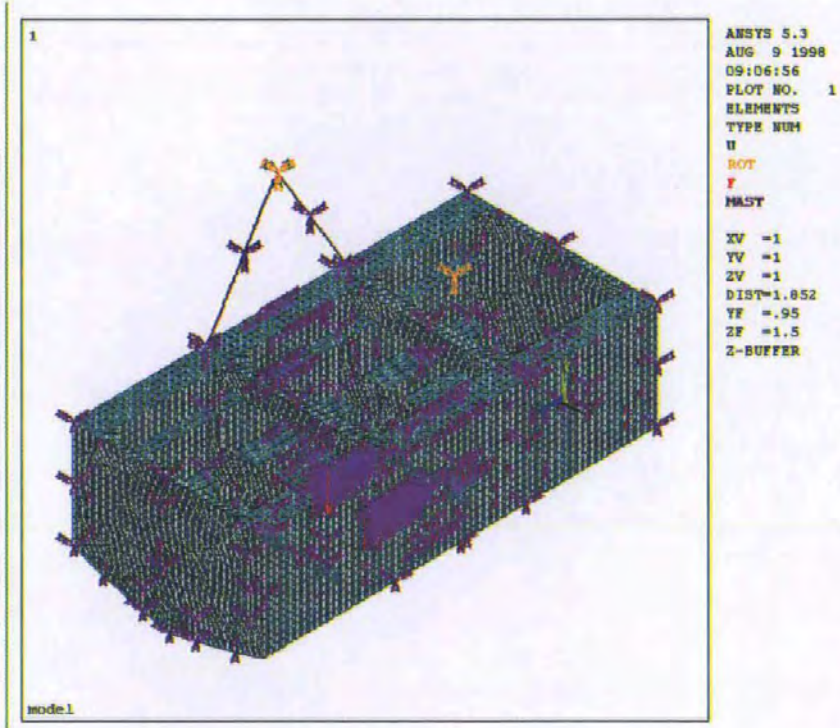 1
ANSYS 5.3
AUG 9 1998
09:06:56
PLOT NO. 1
ELEMENTS
TYPE NUM
U
ROT
F
MAST
XV =1
YV =1
ZV =1
DIST=1.852
YF =.95
ZF =1.5
Z-BUFFER
model